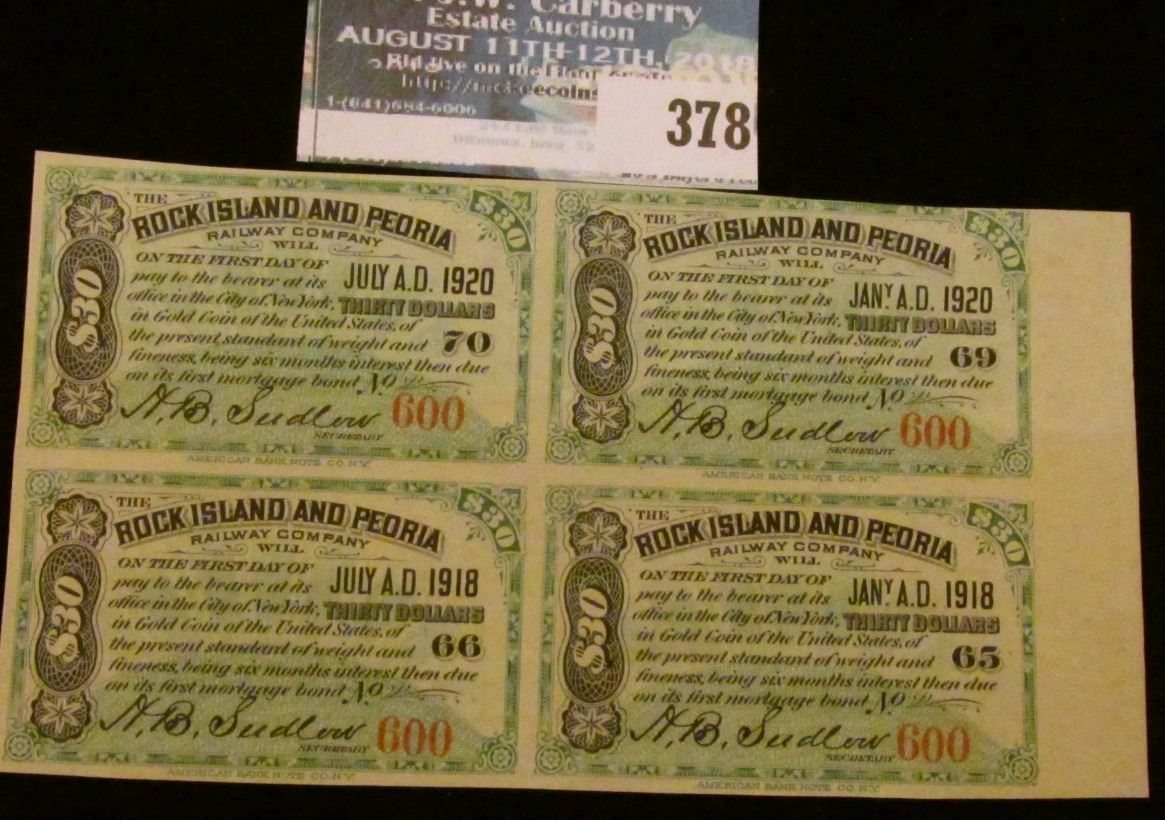 J.W. Carberry
Estate Auction
AUGUST 11TH-12TH, 2018
Bid live on the
http://
1-(641)684-6006
378
THE $30
ROCK ISLAND AND PEORIA
RAILWAY COMPANY
WILL
ON THE FIRST DAY OF JULY A.D. 1920
pay to the bearer at its
office in the City of New York, THIRTY DOLLARS
in Gold Coin of the United States, of
the present standard of weight and 70
fineness, being six months interest then due
on its first mortgage bond No
$30
H. B. Sudlow 600
SECRETARY
AMERICAN BANK NOTE CO. N.Y.
THE $30
ROCK ISLAND AND PEORIA
RAILWAY COMPANY
WILL
ON THE FIRST DAY OF JANY A.D. 1920
pay to the bearer at its
office in the City of New York, THIRTY DOLLARS
in Gold Coin of the United States, of
the present standard of weight and 69
fineness, being six months interest then due
on its first mortgage bond No
$30
H. B. Sudlow 600
SECRETARY
AMERICAN BANK NOTE CO. N.Y.
THE $30
ROCK ISLAND AND PEORIA
RAILWAY COMPANY
WILL
ON THE FIRST DAY OF JULY A.D. 1918
pay to the bearer at its
office in the City of New York, THIRTY DOLLARS
in Gold Coin of the United States, of
the present standard of weight and 66
fineness, being six months interest then due
on its first mortgage bond No
$30
H. B. Sudlow 600
SECRETARY
AMERICAN BANK NOTE CO. N.Y.
THE $30
ROCK ISLAND AND PEORIA
RAILWAY COMPANY
WILL
ON THE FIRST DAY OF JANY A.D. 1918
pay to the bearer at its
office in the City of New York, THIRTY DOLLARS
in Gold Coin of the United States, of
the present standard of weight and 65
fineness, being six months interest then due
on its first mortgage bond No
$30
H. B. Sudlow 600
SECRETARY
AMERICAN BANK NOTE CO. N.Y.